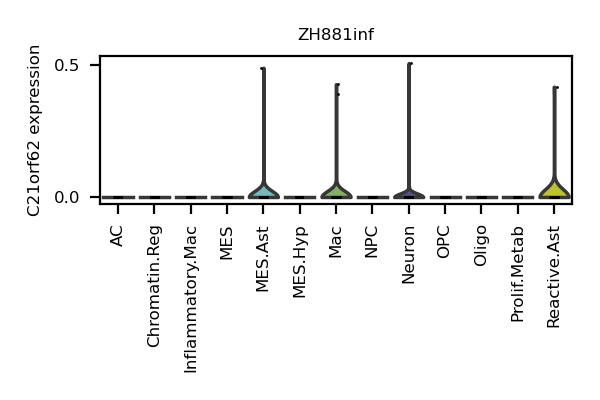 ZH881inf
C21orf62 expression
0.5
0.0
AC
Chromatin.Reg
Inflammatory.Mac
MES
MES.Ast
MES.Hyp
Mac
NPC
Neuron
OPC
Oligo
Prolif.Metab
Reactive.Ast